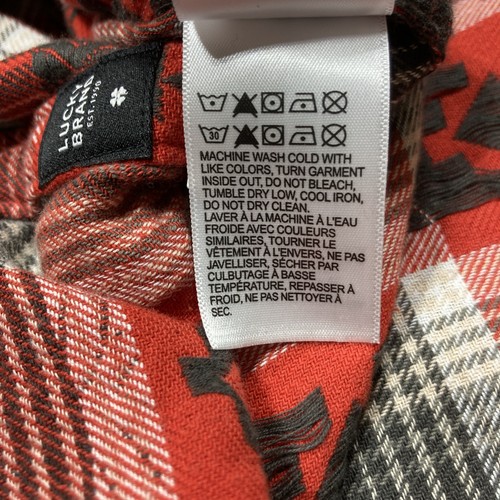 LUCKY
BRAND
EST. 1990
30
MACHINE WASH COLD WITH
LIKE COLORS, TURN GARMENT
INSIDE OUT, DO NOT BLEACH,
TUMBLE DRY LOW, COOL IRON,
DO NOT DRY CLEAN.
LAVER À LA MACHINE À L'EAU
FROIDE AVEC COULEURS
SIMILAIRES, TOURNER LE
VÊTEMENT À L'ENVERS, NE PAS
JAVELLISER, SÉCHER PAR
CULBUTAGE À BASSE
TEMPÉRATURE, REPASSER À
FROID, NE PAS NETTOYER À
SEC.